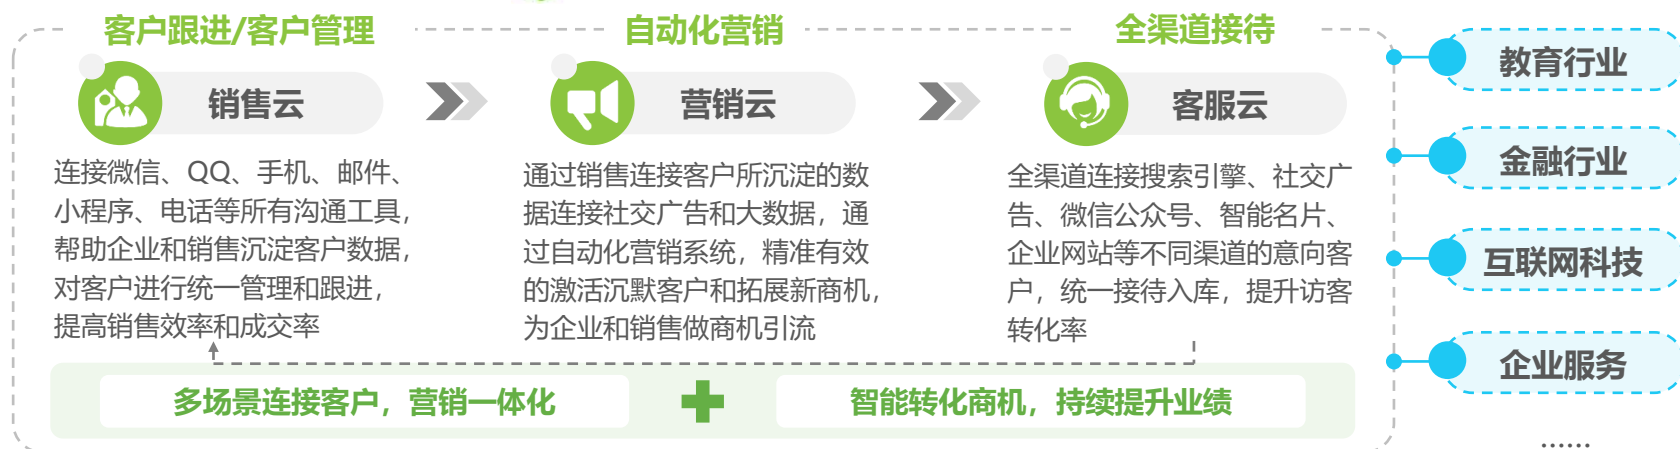 客户跟进/客户管理
自动化营销
全渠道接待
销售云
营销云
客服云
连接微信、QQ、手机、邮件、
小程序、电话等所有沟通工具，
帮助企业和销售沉淀客户数据，
对客户进行统一管理和跟进，
提高销售效率和成交率
通过销售连接客户所沉淀的数
据连接社交广告和大数据，通
过自动化营销系统，精准有效
的激活沉默客户和拓展新商机，
为企业和销售做商机引流
全渠道连接搜索引擎、社交广
告、微信公众号、智能名片、
企业网站等不同渠道的意向客
户，统一接待入库，提升访客
转化率
多场景连接客户，营销一体化
智能转化商机，持续提升业绩
教育行业
金融行业
互联网科技
企业服务
……